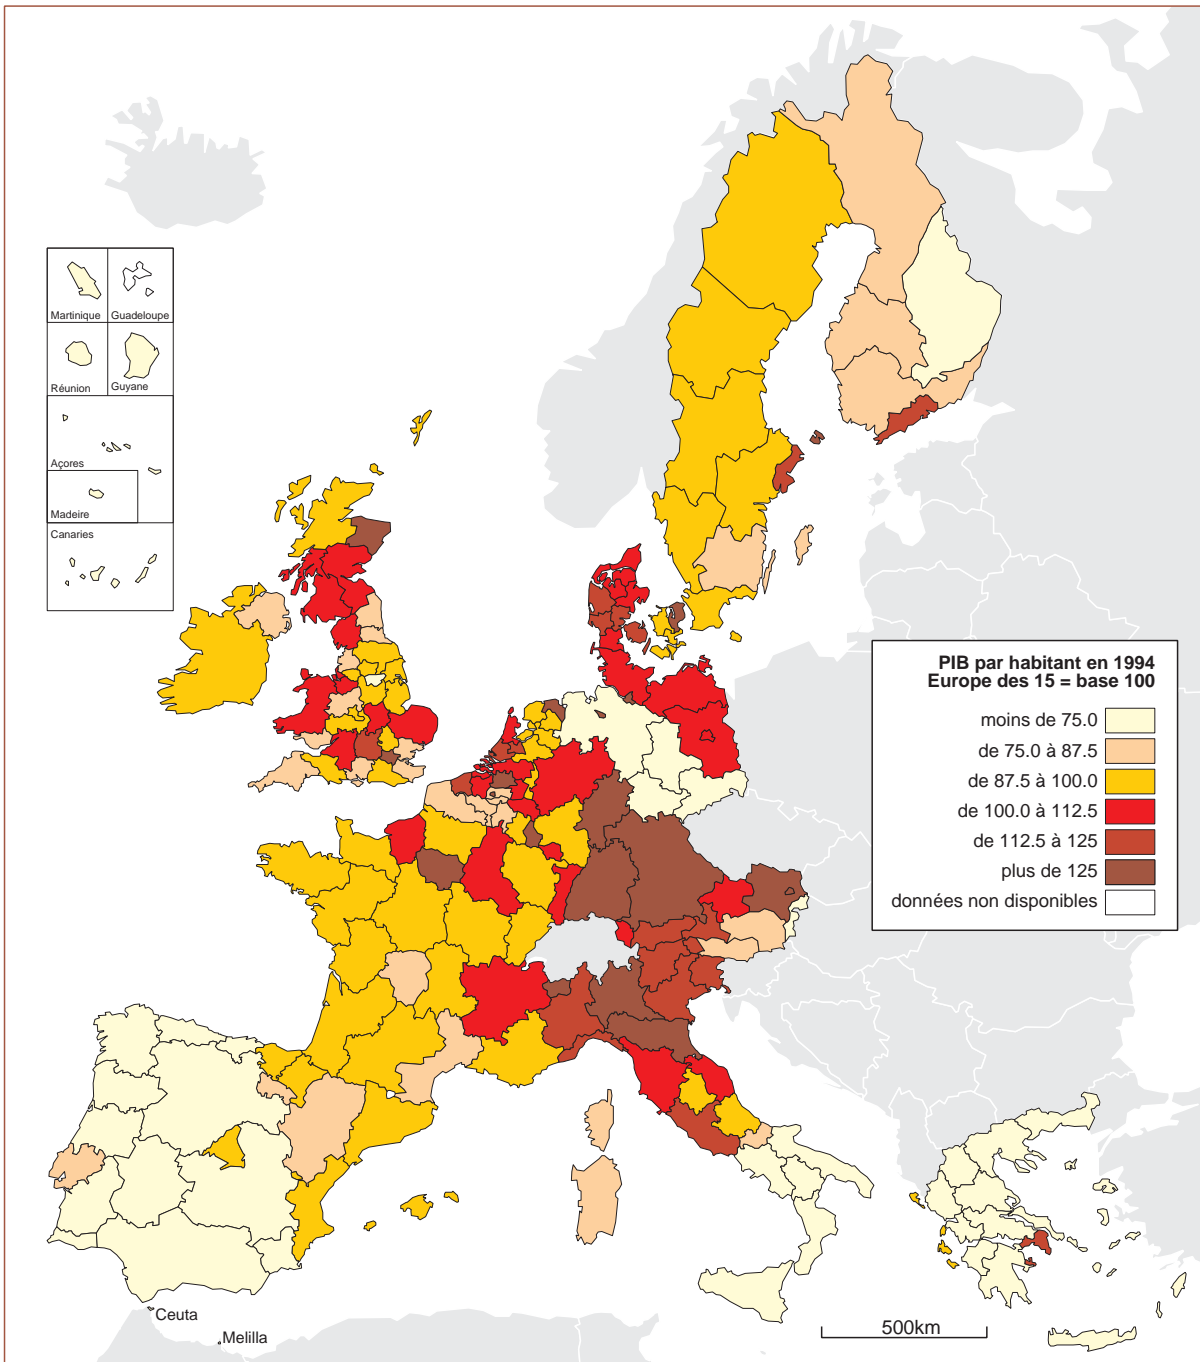 Martinique
Guadeloupe
Réunion
Guyane
Açores
Madeire
Canaries
PIB par habitant en 1994
Europe des 15 = base 100
moins de 75.0
de 75.0 à 87.5
de 87.5 à 100.0
de 100.0 à 112.5
de 112.5 à 125
plus de 125
données non disponibles
Ceuta
Melilla
500km